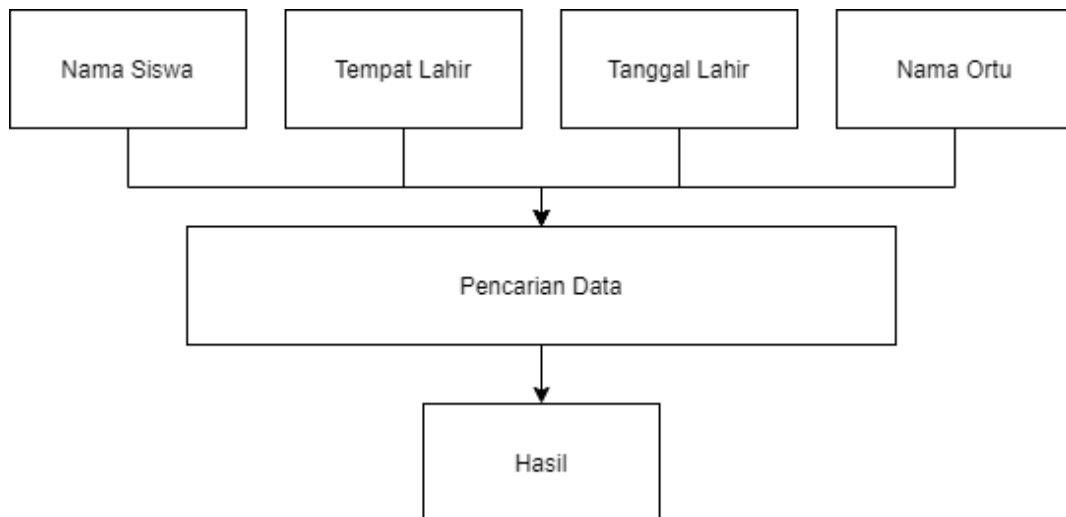 Nama Siswa
Tempat Lahir
Tanggal Lahir
Nama Ortu
Pencarian Data
Hasil